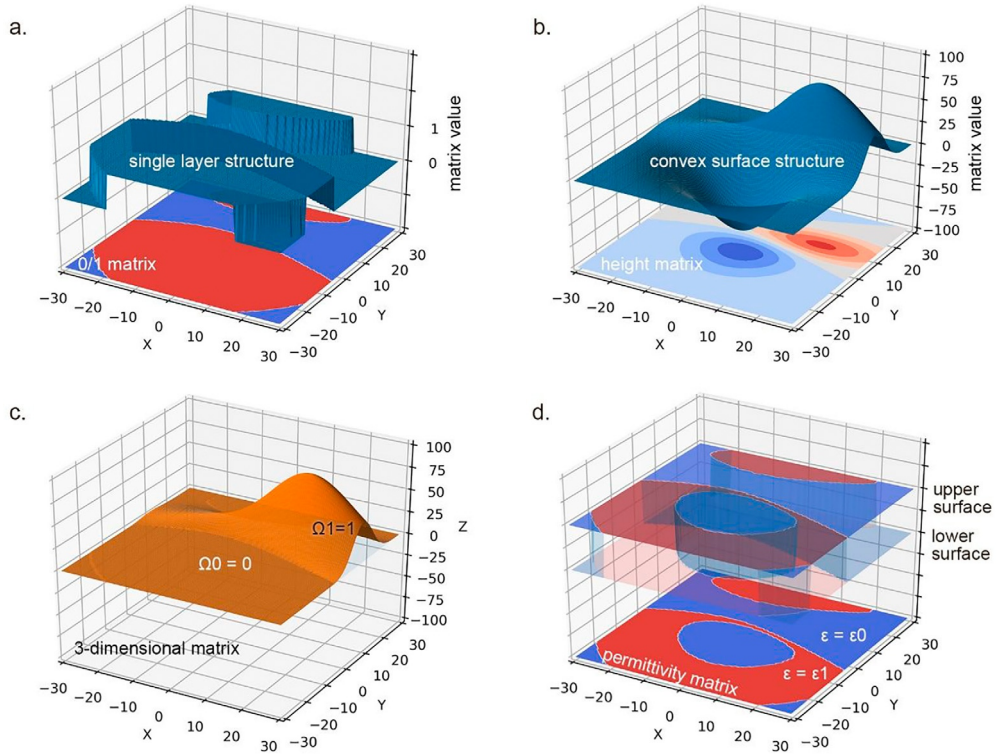 a.
single layer structure
0/1 matrix
matrix value
1
0
−30
−20
−10
0
10
20
30
X
−30
−20
−10
0
10
20
30
Y
b.
convex surface structure
height matrix
matrix value
100
75
50
25
0
−25
−50
−75
−100
−30
−20
−10
0
10
20
30
X
−30
−20
−10
0
10
20
30
Y
c.
Ω1=1
Ω0 = 0
3-dimensional matrix
100
75
50
25
0
−25
−50
−75
−100
Z
−30
−20
−10
0
10
20
30
X
−30
−20
−10
0
10
20
30
Y
d.
upper
surface
lower
surface
ε = ε0
ε = ε1
permittivity matrix
−30
−20
−10
0
10
20
30
X
−30
−20
−10
0
10
20
30
Y